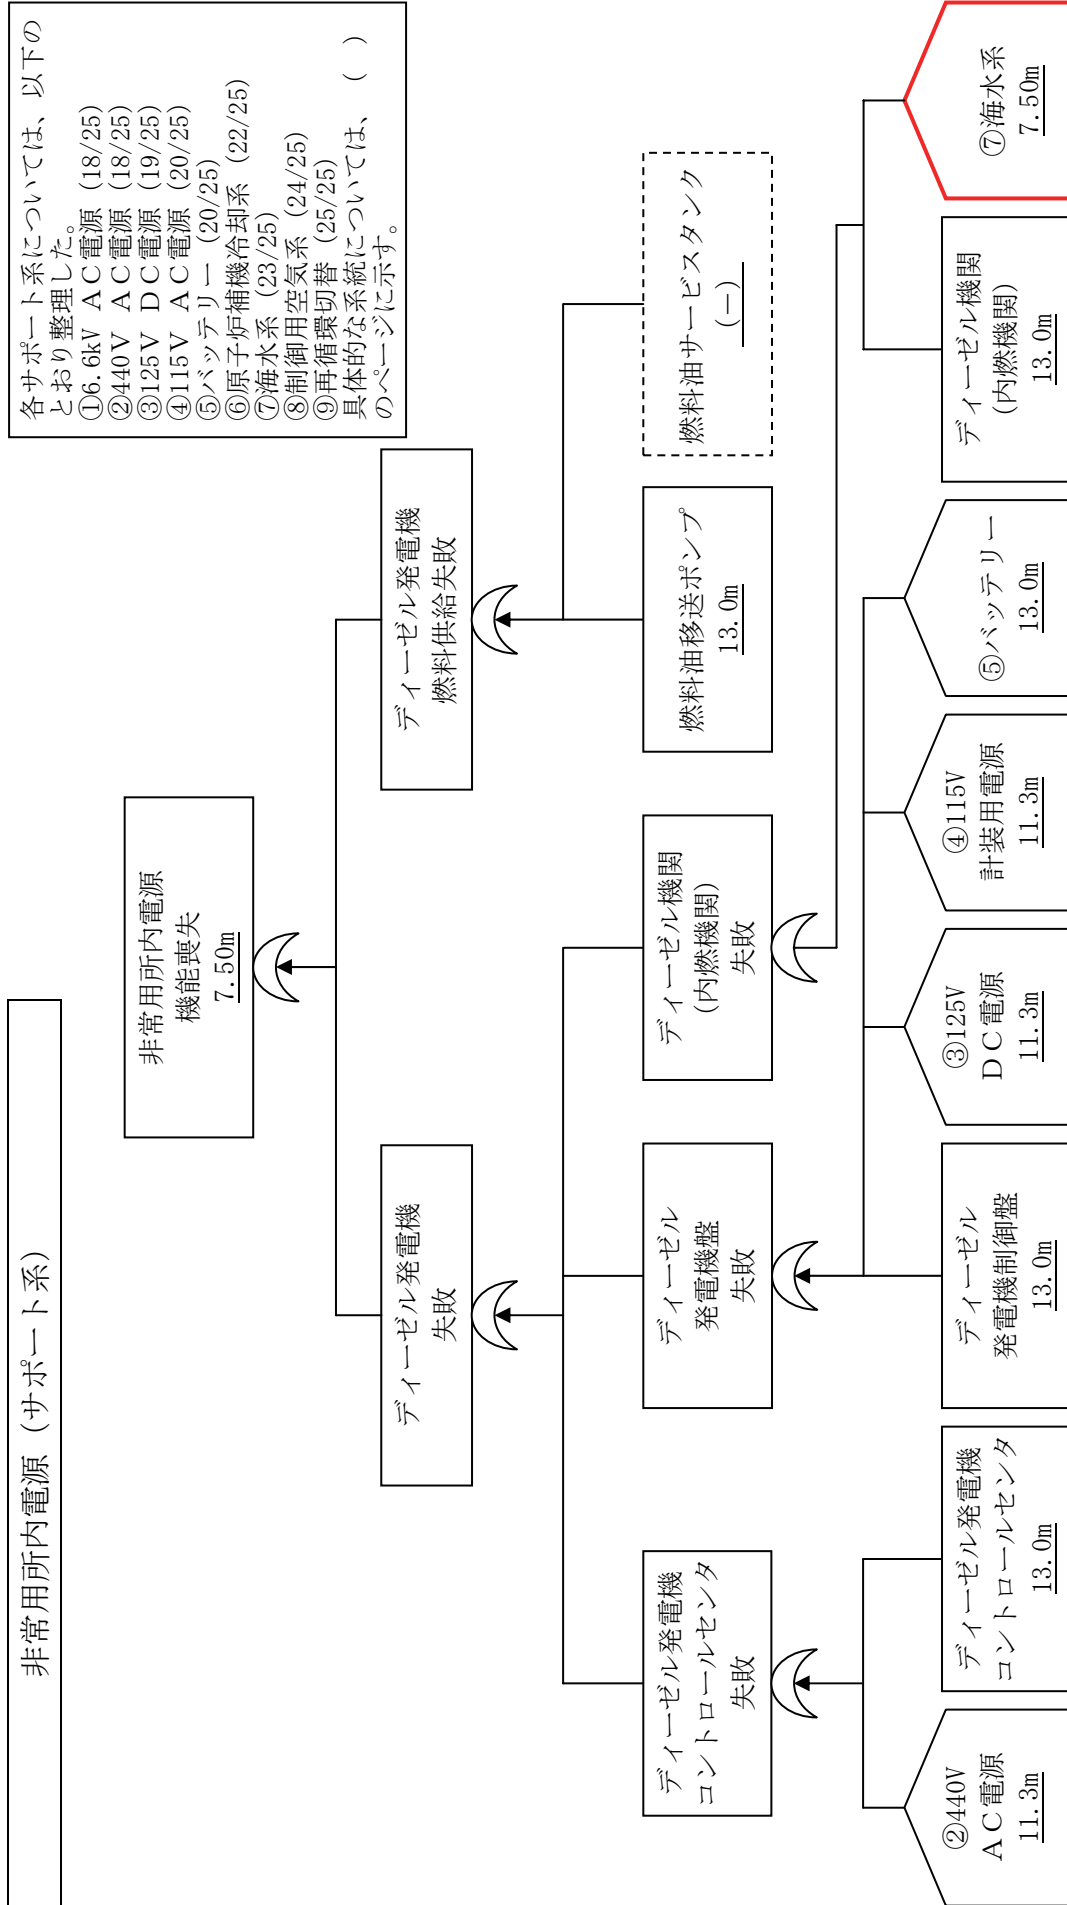 非常用所内電源（サポート系）
各サポート系については、以下の
とおり整理した。
①6.6kV AC電源（18/25）
②440V AC電源（18/25）
③125V DC電源（19/25）
④115V AC電源（20/25）
⑤バッテリー（20/25）
⑥原子炉補機冷却系（22/25）
⑦海水系（23/25）
⑧制御用空気系（24/25）
⑨再循環切替（25/25）
具体的な系統については、（ ）
のページに示す。
非常用所内電源
機能喪失
7.50m
ディーゼル発電機
失敗
ディーゼル発電機
燃料供給失敗
ディーゼル発電機
コントロールセンタ
失敗
ディーゼル
発電機盤
失敗
ディーゼル機関
(内燃機関)
失敗
燃料油移送ポンプ
13.0m
燃料油サービスタンク
(―)
②440V
AC電源
11.3m
ディーゼル発電機
コントロールセンタ
13.0m
ディーゼル
発電機制御盤
13.0m
③125V
DC電源
11.3m
④115V
計装用電源
11.3m
⑤バッテリー
13.0m
ディーゼル機関
(内燃機関)
13.0m
⑦海水系
7.50m